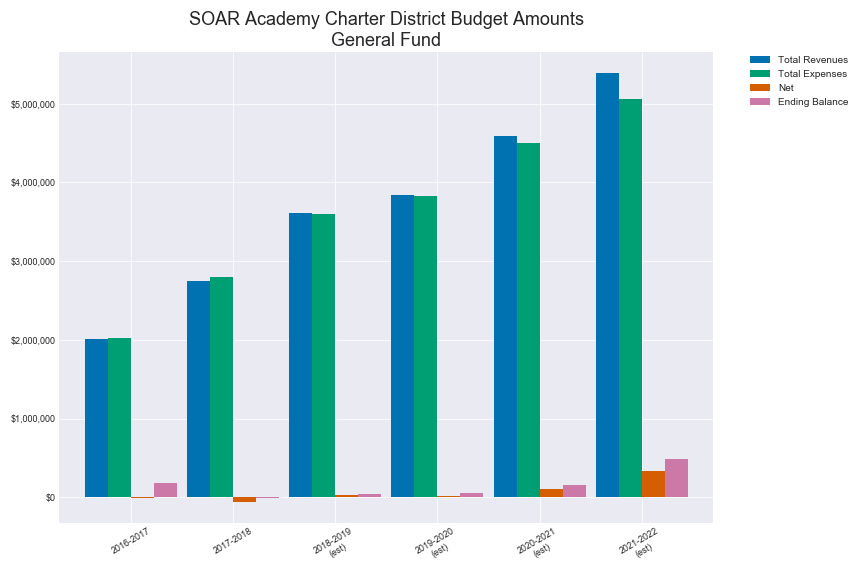 SOAR Academy Charter District Budget Amounts
General Fund
Total Revenues
Total Expenses
Net
Ending Balance
$5,000,000
$4,000,000
$3,000,000
$2,000,000
$1,000,000
$0
2016-2017
2017-2018
2018-2019
(est)
2019-2020
(est)
2020-2021
(est)
2021-2022
(est)